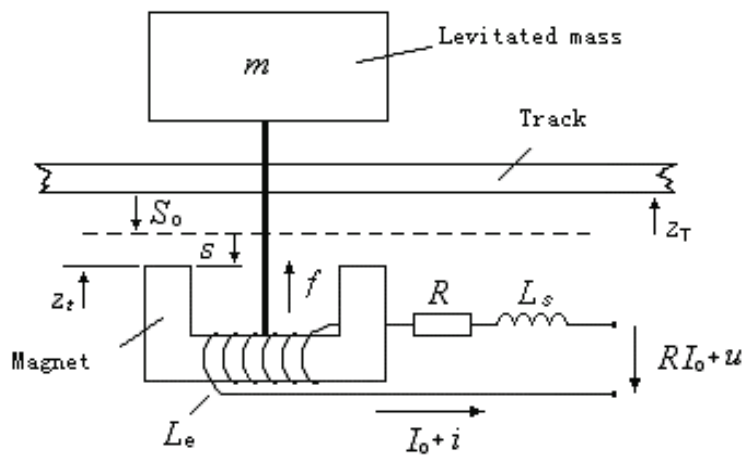 Levitated mass
m
Track
S₀
s
z_T
z_t
f
R
L_s
Magnet
RI₀+u
L_e
I₀+i